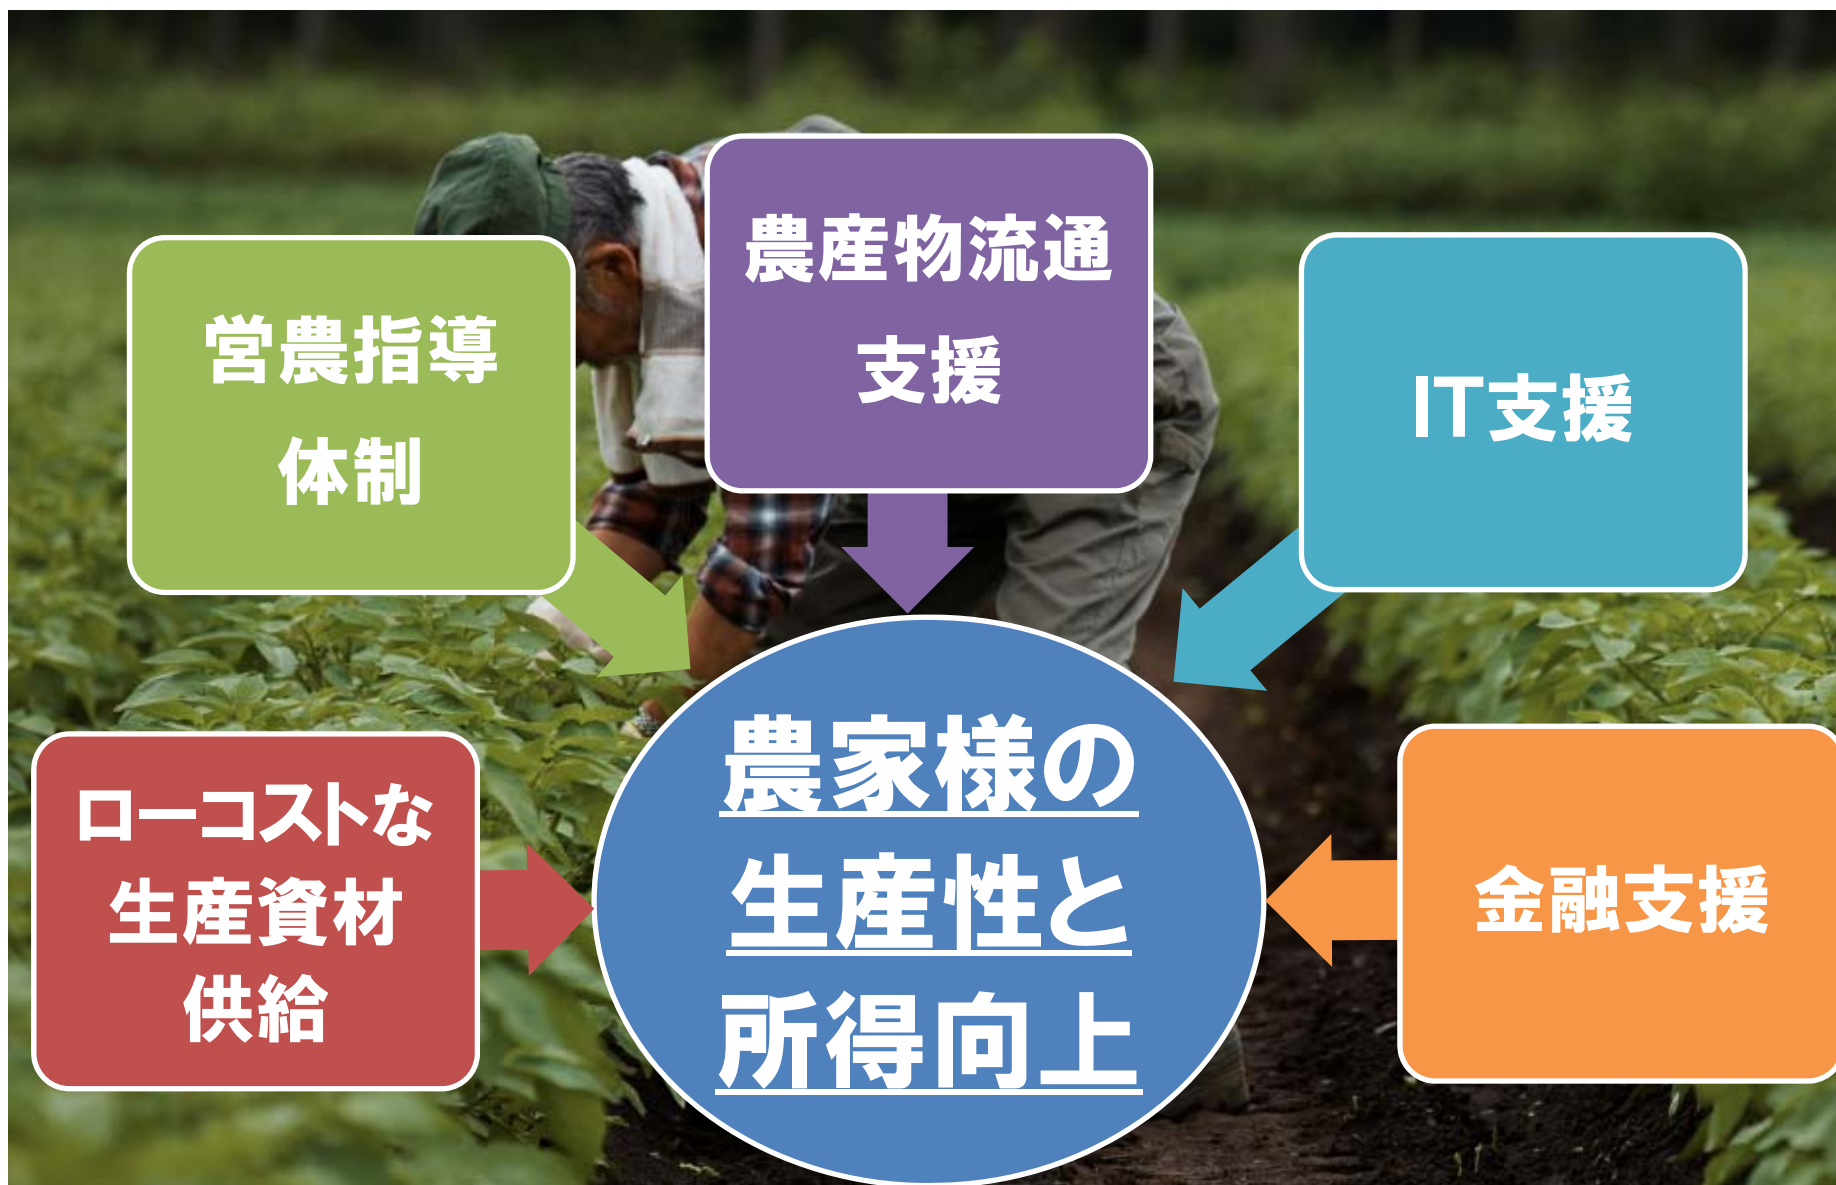 農産物流通
支援
営農指導
体制
IT支援
ローコストな
生産資材
供給
農家様の
生産性と
所得向上
金融支援